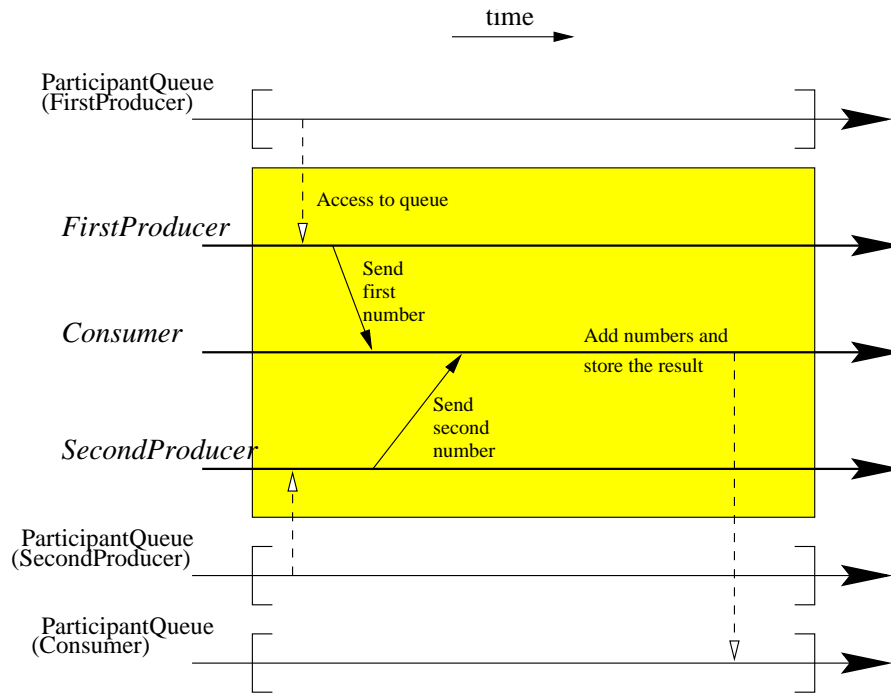 time
ParticipantQueue
(FirstProducer)
Access to queue
FirstProducer
Send
first
number
Consumer
Add numbers and
store the result
Send
second
number
SecondProducer
ParticipantQueue
(SecondProducer)
ParticipantQueue
(Consumer)